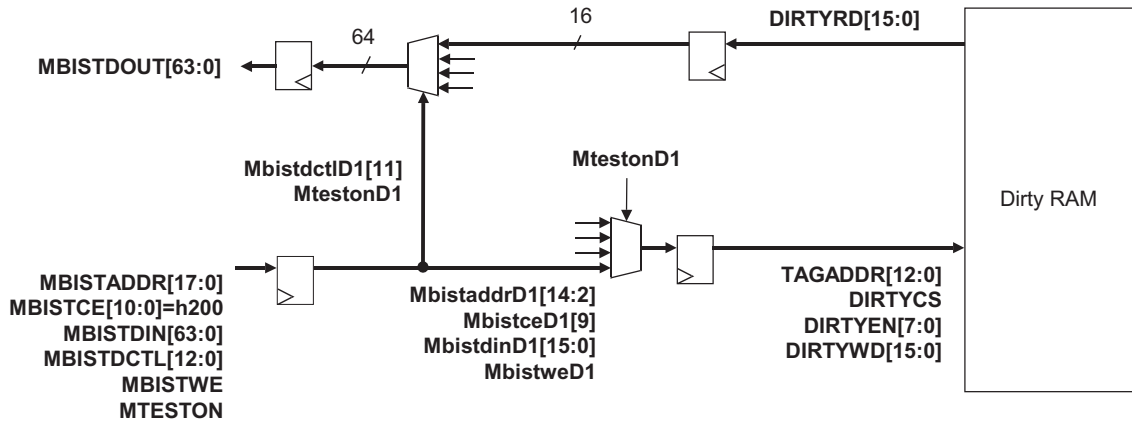 DIRTYRD[15:0]
16
64
MBISTDOUT[63:0]
MbistdctlD1[11]
MtestonD1
MtestonD1
Dirty RAM
MBISTADDR[17:0]
MBISTCE[10:0]=h200
MBISTDIN[63:0]
MBISTDCTL[12:0]
MBISTWE
MTESTON
MbistaddrD1[14:2]
MbistceD1[9]
MbistdinD1[15:0]
MbistweD1
TAGADDR[12:0]
DIRTYCS
DIRTYEN[7:0]
DIRTYWD[15:0]